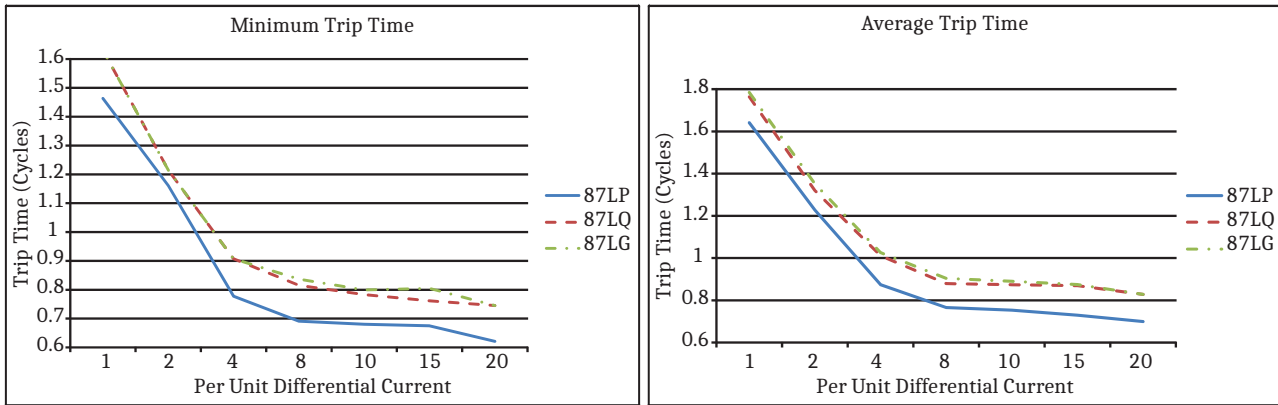 Minimum Trip Time
Trip Time (Cycles)
1.6
1.5
1.4
1.3
1.2
1.1
1
0.9
0.8
0.7
0.6
1 2 4 8 10 15 20
Per Unit Differential Current
87LP
87LQ
87LG
Average Trip Time
Trip Time (Cycles)
1.8
1.6
1.4
1.2
1
0.8
0.6
1 2 4 8 10 15 20
Per Unit Differential Current
87LP
87LQ
87LG